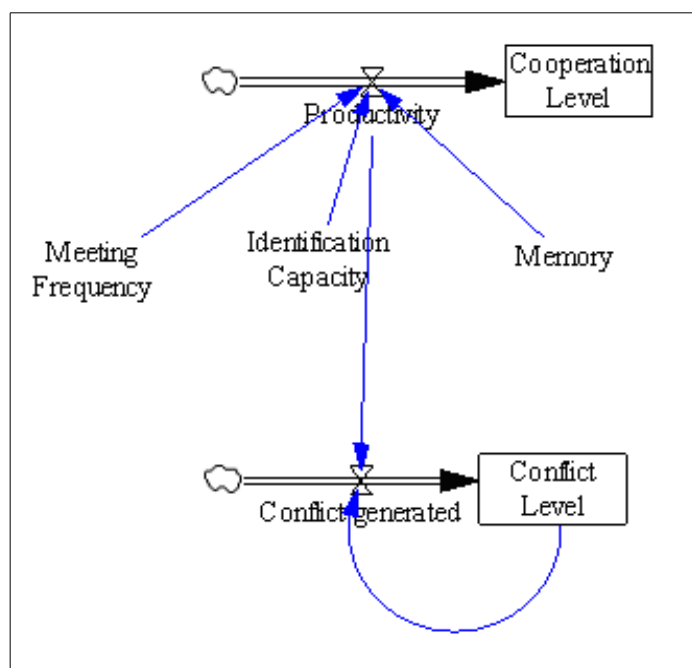 Cooperation
Level
Productivity
Meeting
Frequency
Identification
Capacity
Memory
Conflict
Level
Conflict generated